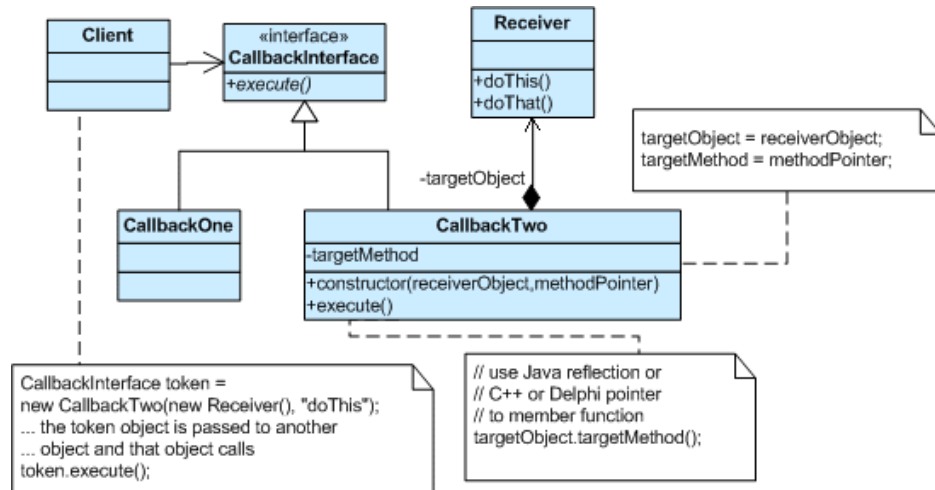 Client
«interface»
CallbackInterface
+execute()
Receiver
+doThis()
+doThat()
targetObject = receiverObject;
targetMethod = methodPointer;
-targetObject
CallbackOne
CallbackTwo
-targetMethod
+constructor(receiverObject,methodPointer)
+execute()
CallbackInterface token =
new CallbackTwo(new Receiver(), "doThis");
... the token object is passed to another
... object and that object calls
token.execute();
// use Java reflection or
// C++ or Delphi pointer
// to member function
targetObject.targetMethod();